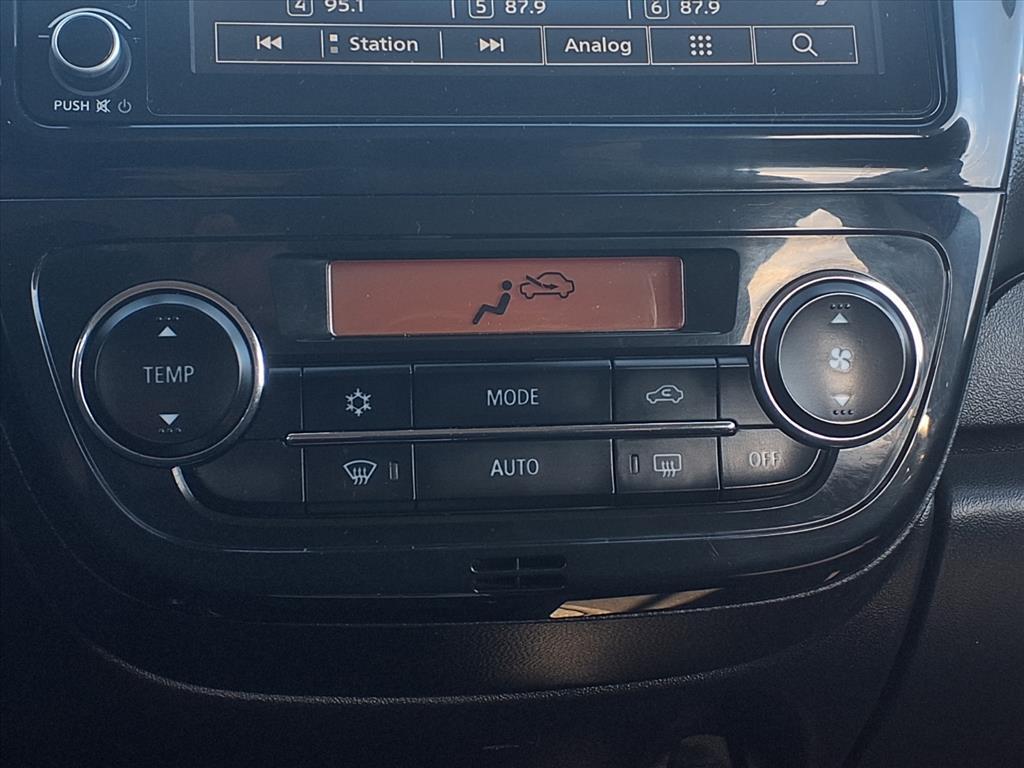 4 95.1 5 87.9 6 87.9
Station Analog
PUSH
TEMP
MODE
AUTO
OFF